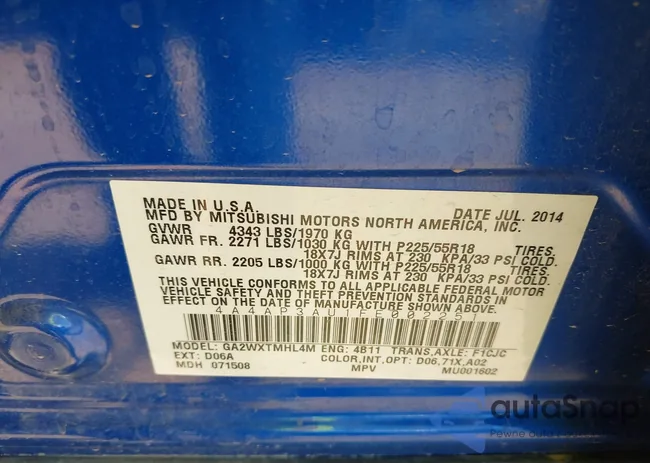 MADE IN U.S.A. DATE JUL. 2014
MFD BY MITSUBISHI MOTORS NORTH AMERICA, INC.
GVWR 4343 LBS/1970 KG
GAWR FR. 2271 LBS/1030 KG WITH P225/55R18 TIRES,
18X7J RIMS AT 230 KPA/33 PSI COLD.
GAWR RR. 2205 LBS/1000 KG WITH P225/55R18 TIRES,
18X7J RIMS AT 230 KPA/33 PSI COLD.
THIS VEHICLE CONFORMS TO ALL APPLICABLE FEDERAL MOTOR
VEHICLE SAFETY AND THEFT PREVENTION STANDARDS IN
EFFECT ON THE DATE OF MANUFACTURE SHOWN ABOVE.
MODEL: GA2WXTMHL4M ENG: 4B11 TRANS,AXLE: F1CJC
EXT: D06A COLOR,INT,OPT: D06,71X,A02
MDH 071508 MPV MU001602
autoSnap